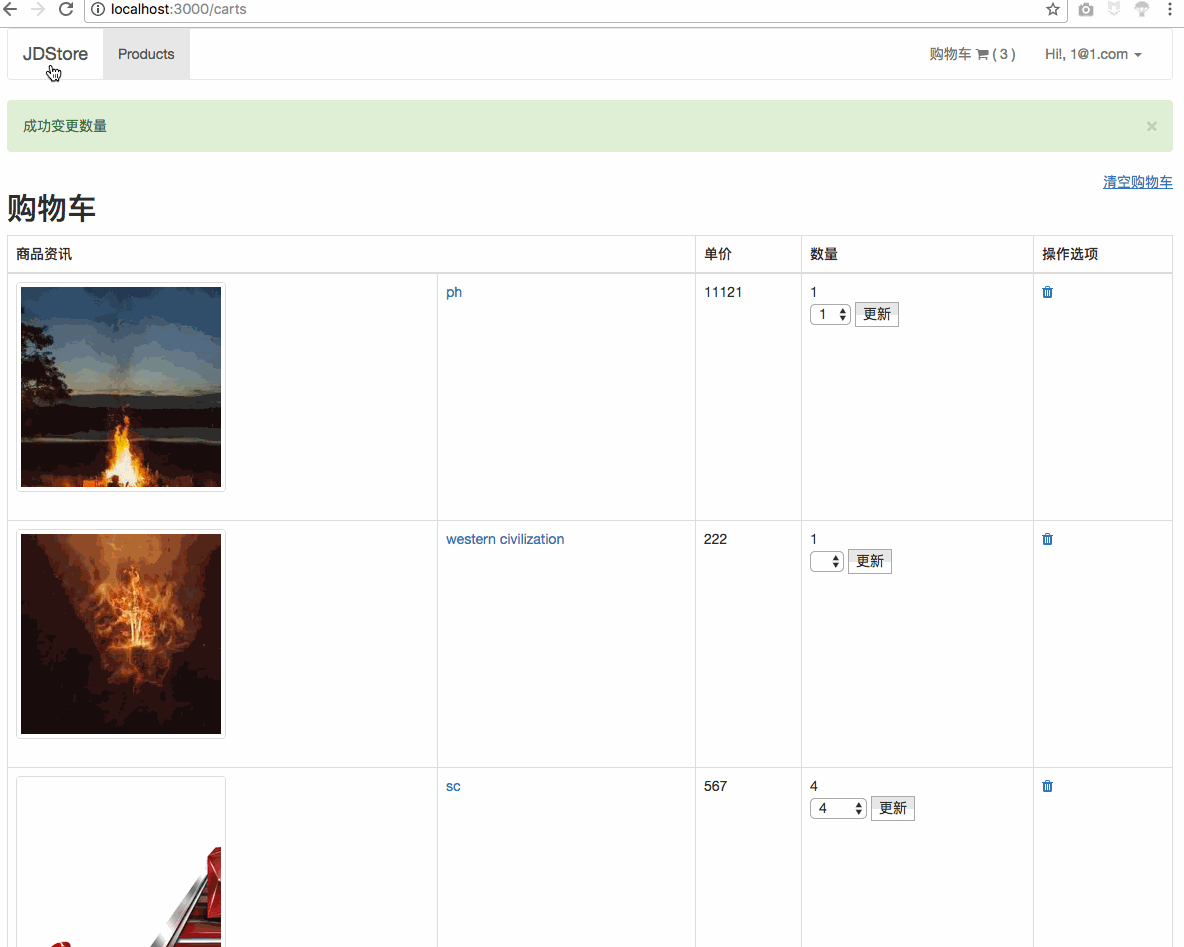 localhost:3000/carts
JDStore Products 购物车 ( 3 ) Hi!, 1@1.com
成功变更数量 ×
清空购物车
购物车
商品资讯 单价 数量 操作选项
ph 11121 1
1 更新
western civilization 222 1
更新
sc 567 4
4 更新